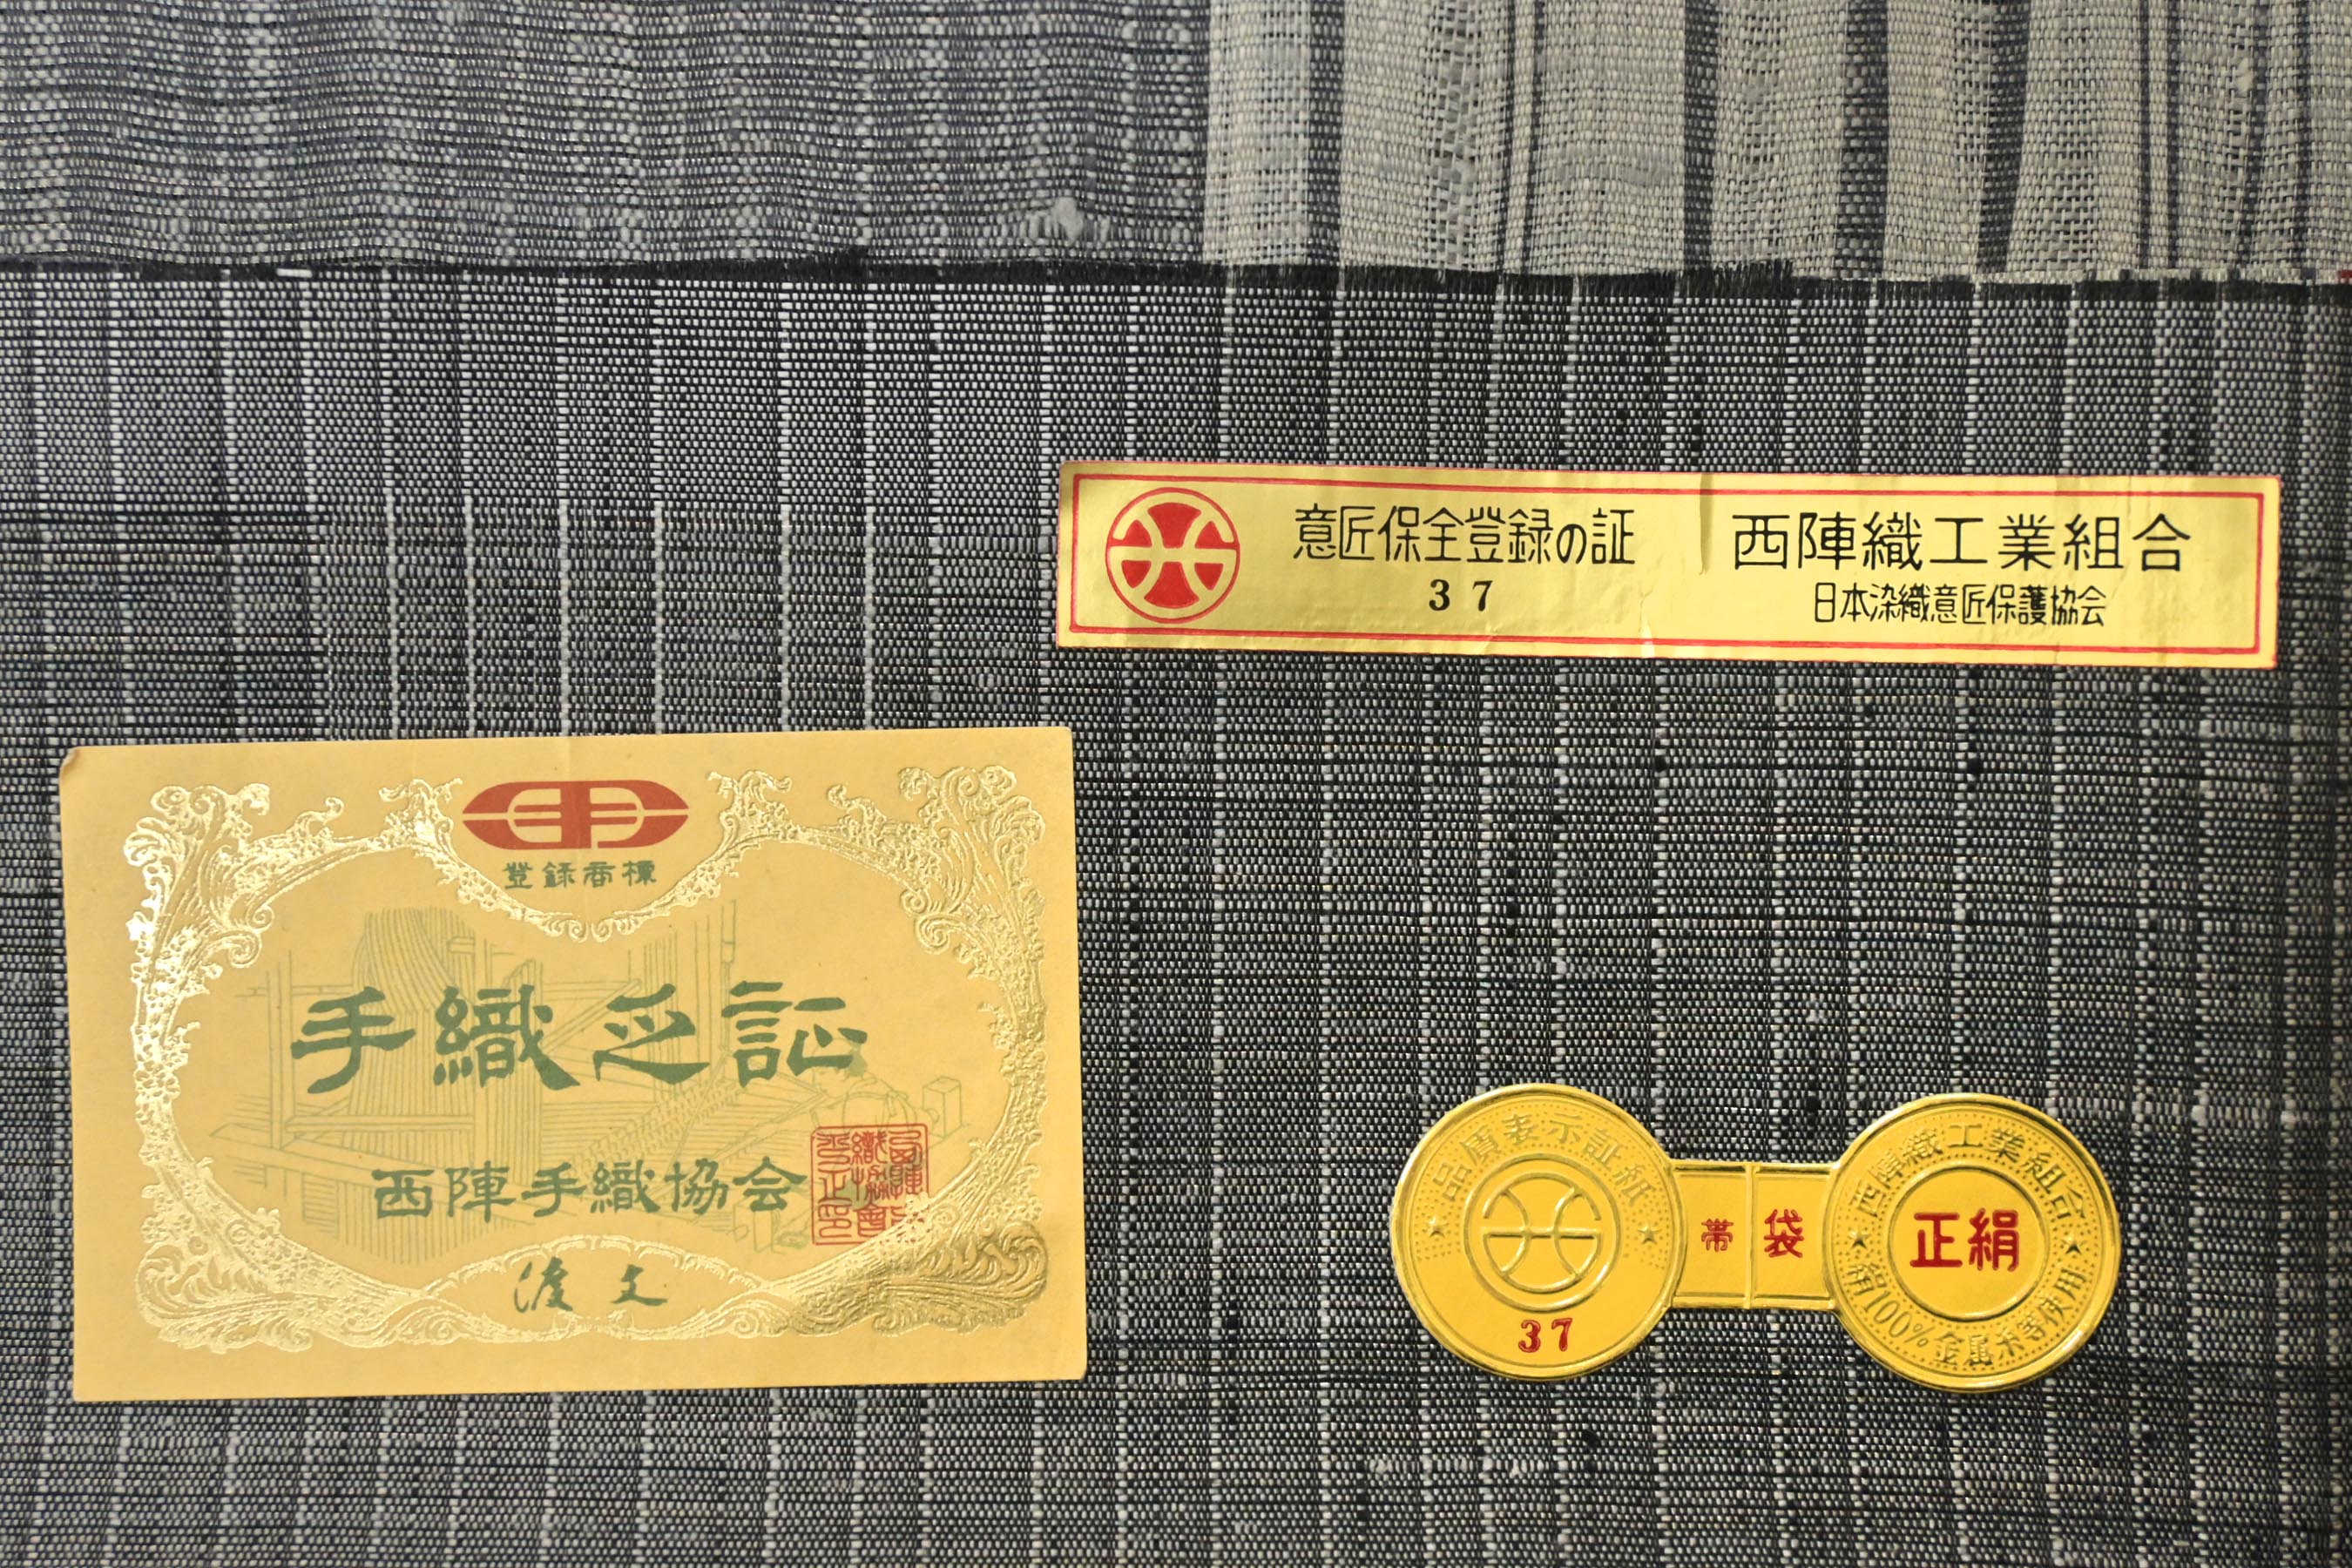 意匠保全登録の証
37
西陣織工業組合
日本染織意匠保護協会
登録商標
手織之証
西陣手織協会
渡文
品質表示証紙
37
帯 袋
西陣織工業組合
正絹
絹100%金属糸等使用